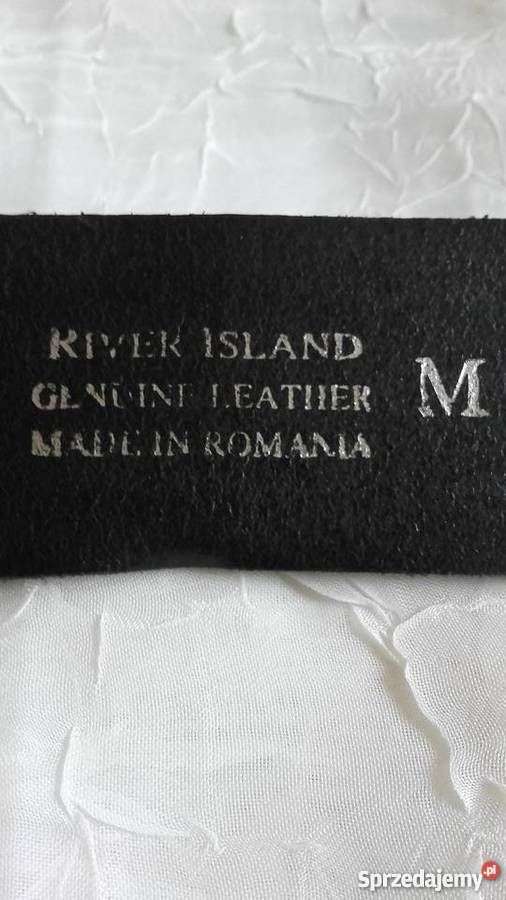 RIVER ISLAND
GENUINE LEATHER M
MADE IN ROMANIA
Sprzedajemy.pl